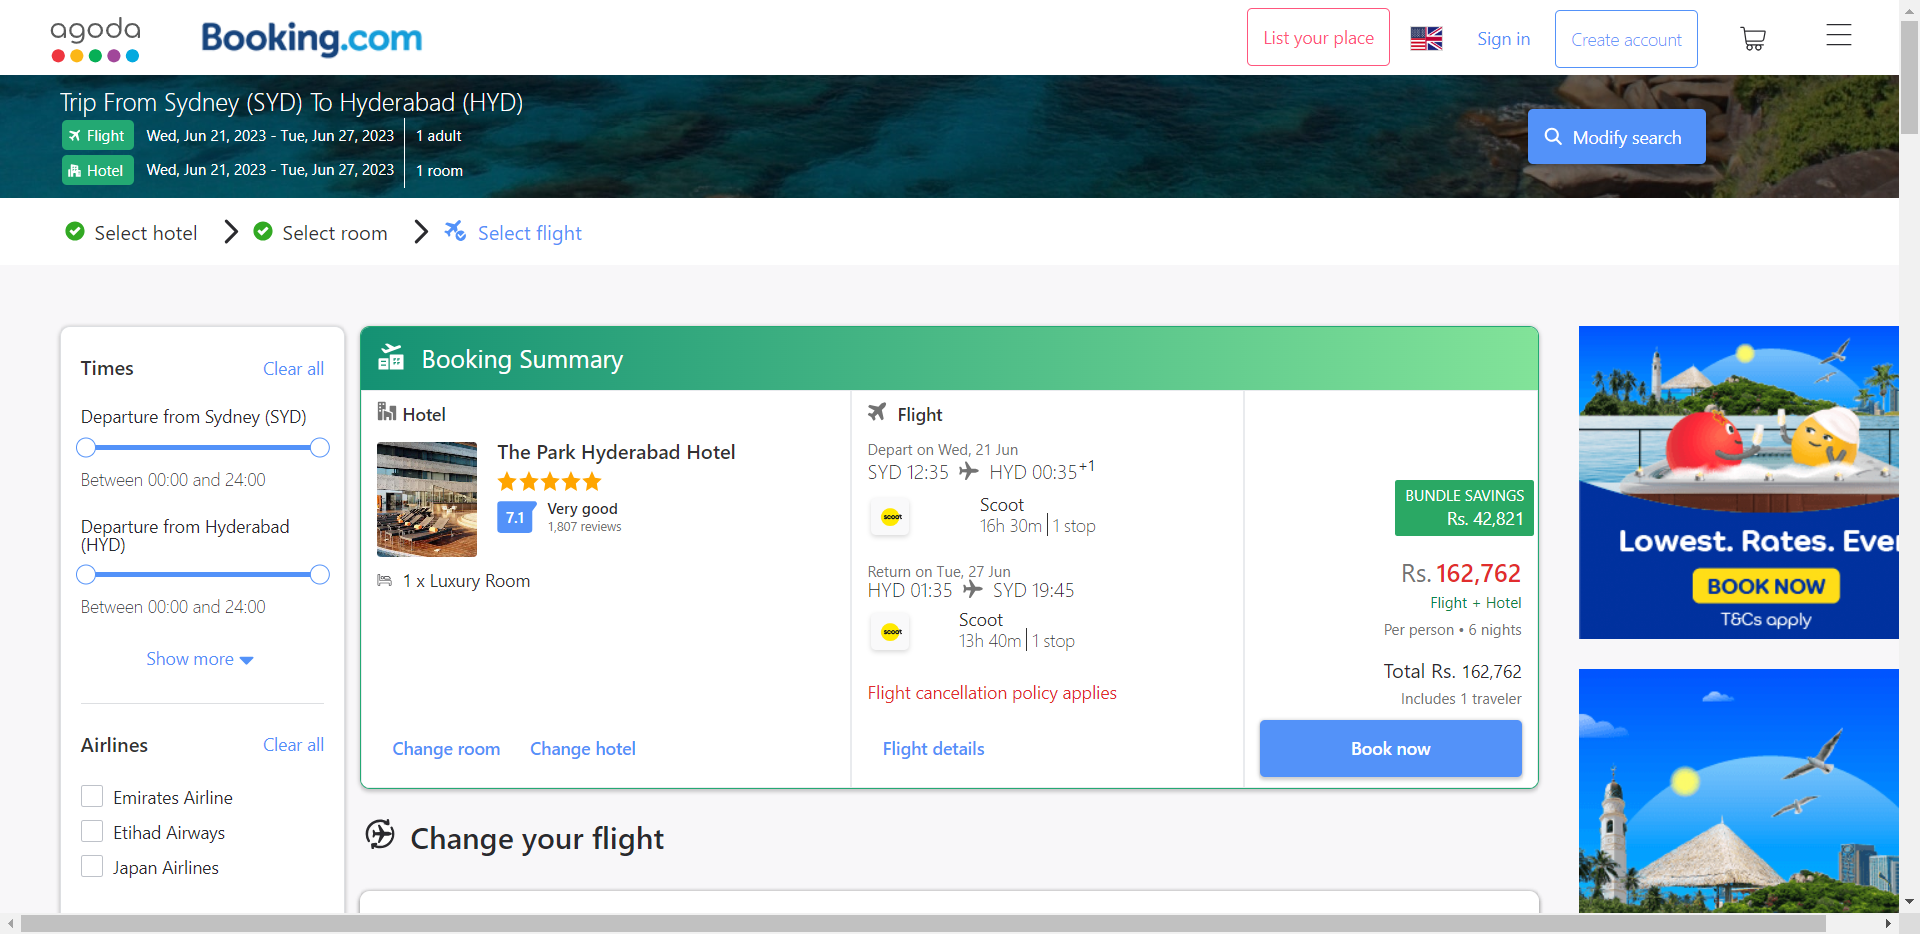 agoda
Booking.com
List your place
Sign in
Create account
Trip From Sydney (SYD) To Hyderabad (HYD)
Flight Wed, Jun 21, 2023 - Tue, Jun 27, 2023 1 adult
Hotel Wed, Jun 21, 2023 - Tue, Jun 27, 2023 1 room
Modify search
Select hotel
Select room
Select flight
Times
Clear all
Departure from Sydney (SYD)
Between 00:00 and 24:00
Departure from Hyderabad
(HYD)
Between 00:00 and 24:00
Show more
Airlines
Clear all
Emirates Airline
Etihad Airways
Japan Airlines
Booking Summary
Hotel
The Park Hyderabad Hotel
7.1
Very good
1,807 reviews
1 x Luxury Room
Change room
Change hotel
Flight
Depart on Wed, 21 Jun
SYD 12:35 HYD 00:35+1
scoot
Scoot
16h 30m 1 stop
Return on Tue, 27 Jun
HYD 01:35 SYD 19:45
scoot
Scoot
13h 40m 1 stop
Flight cancellation policy applies
Flight details
BUNDLE SAVINGS
Rs. 42,821
Rs. 162,762
Flight + Hotel
Per person • 6 nights
Total Rs. 162,762
Includes 1 traveler
Book now
Change your flight
Lowest. Rates. Ever
BOOK NOW
T&Cs apply